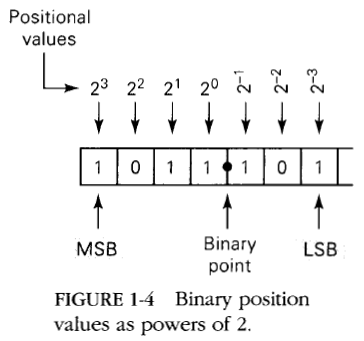 Positional
values
2³ 2² 2¹ 2⁰ 2⁻¹ 2⁻² 2⁻³
1 0 1 1 1 0 1
MSB Binary LSB
point
FIGURE 1-4 Binary position
values as powers of 2.